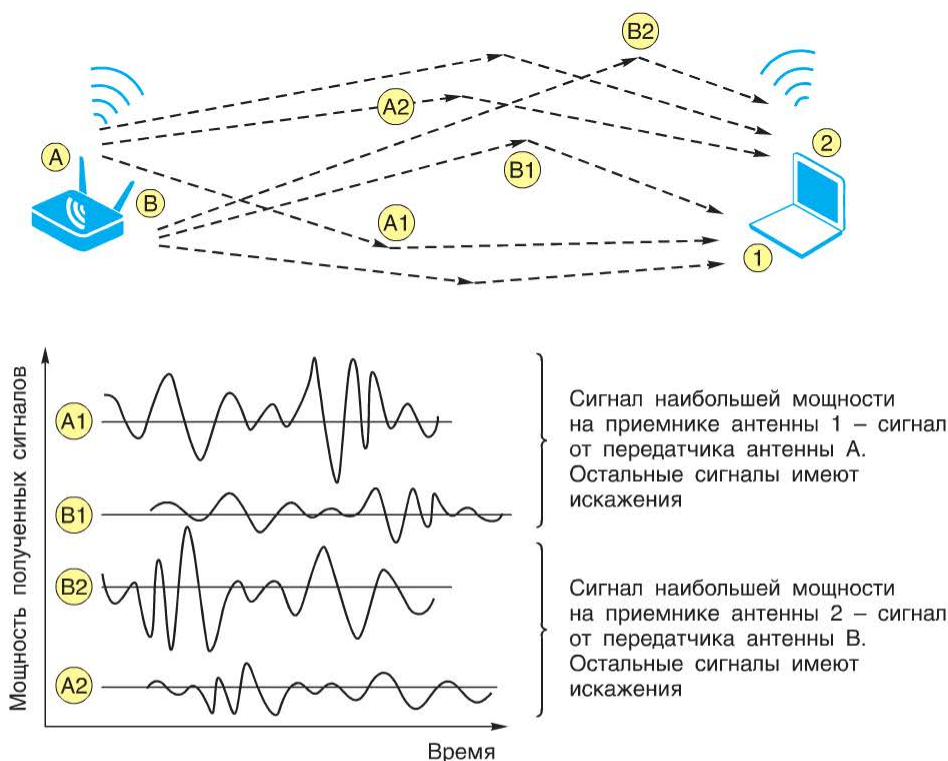 B2
A2
A
2
B
B1
A1
1
Мощность полученных сигналов
A1
Сигнал наибольшей мощности
на приемнике антенны 1 – сигнал
от передатчика антенны А.
Остальные сигналы имеют
искажения
B1
B2
Сигнал наибольшей мощности
на приемнике антенны 2 – сигнал
от передатчика антенны В.
Остальные сигналы имеют
искажения
A2
Время